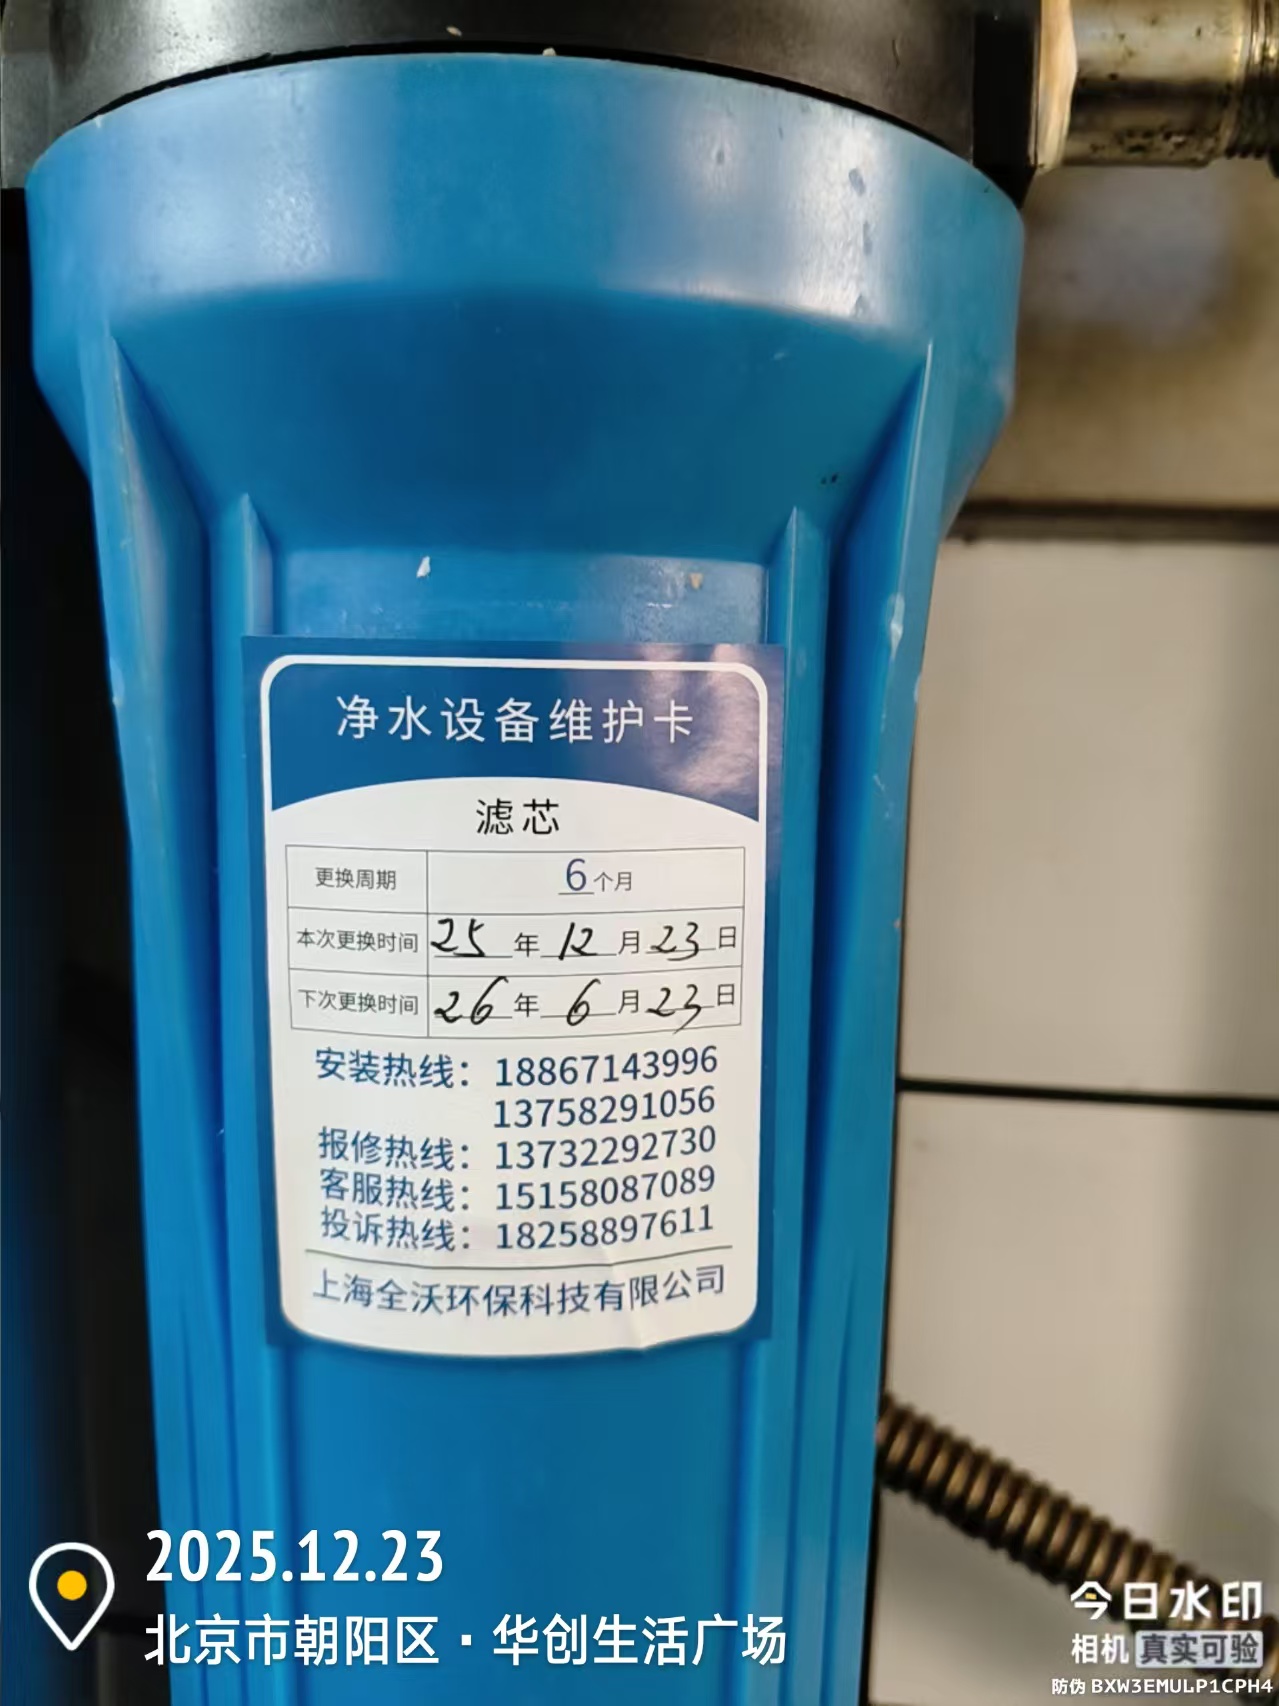 净水设备维护卡
滤芯
更换周期 6个月
本次更换时间 25年12月23日
下次更换时间 26年6月23日
安装热线：18867143996
13758291056
报修热线：13732292730
客服热线：15158087089
投诉热线：18258897611
上海全沃环保科技有限公司
2025.12.23
北京市朝阳区·华创生活广场
今日水印
相机 真实可验
防伪 BXW3EMULP1CPH4